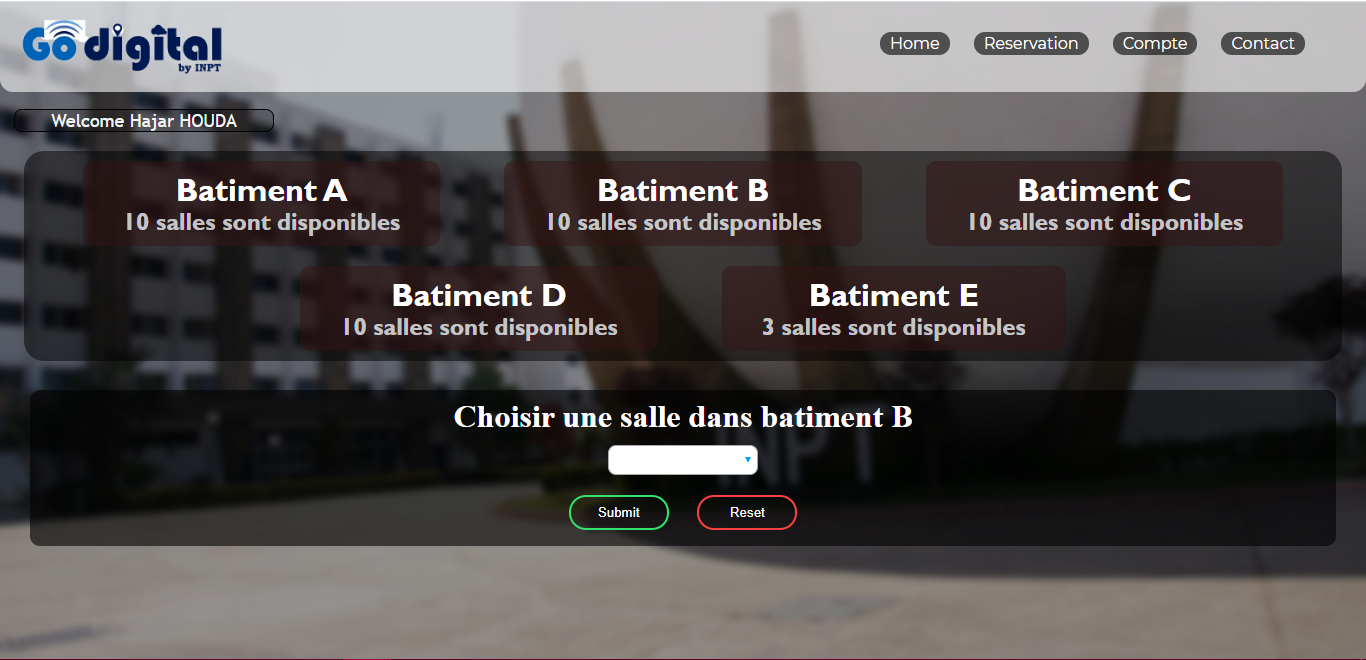 Go digital
by INPT
Home Reservation Compte Contact
Welcome Hajar HOUDA
Batiment A
10 salles sont disponibles
Batiment B
10 salles sont disponibles
Batiment C
10 salles sont disponibles
Batiment D
10 salles sont disponibles
Batiment E
3 salles sont disponibles
Choisir une salle dans batiment B
INPT
Submit Reset